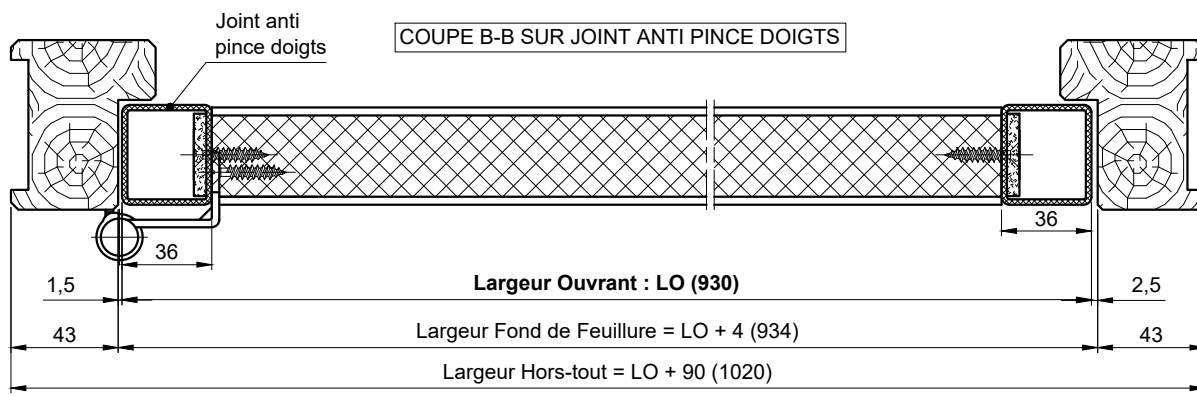 Joint anti
pince doigts
COUPE B-B SUR JOINT ANTI PINCE DOIGTS
36
36
1,5
Largeur Ouvrant : LO (930)
2,5
43
Largeur Fond de Feuillure = LO + 4 (934)
43
Largeur Hors-tout = LO + 90 (1020)